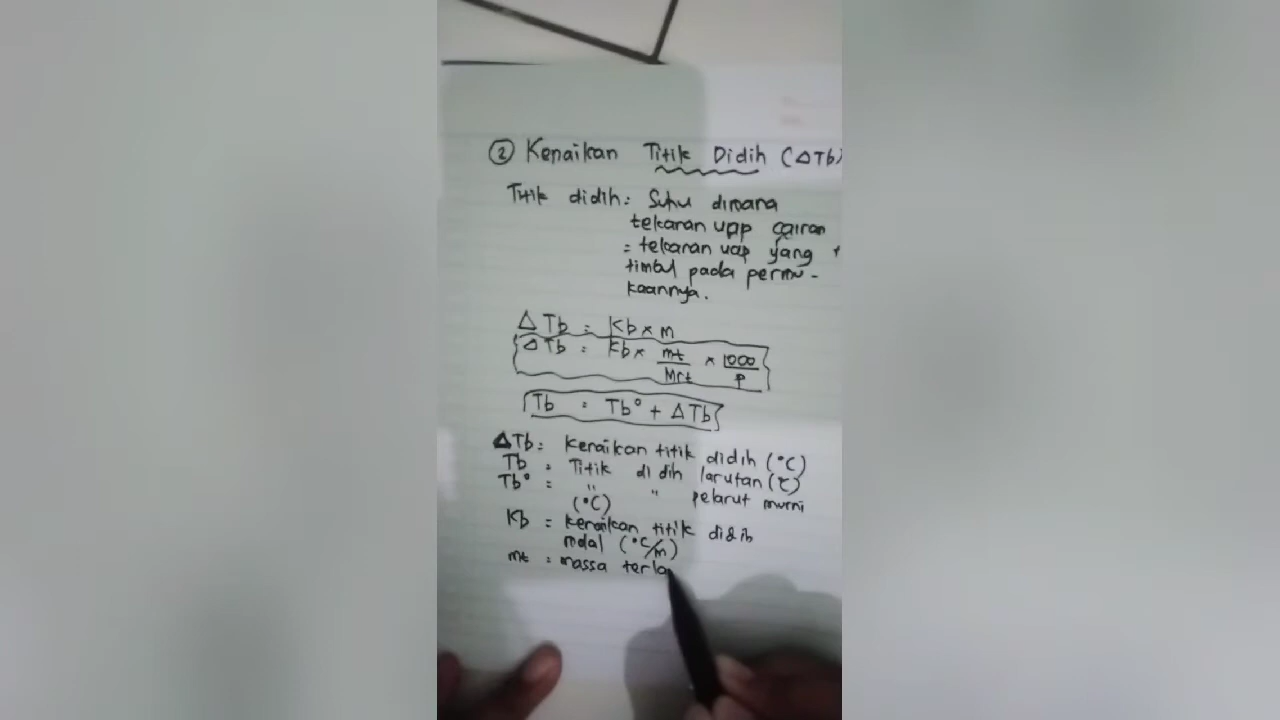 ② Kenaikan Titik Didih (ΔTb)
Titik didih = Suhu dimana
tekanan uap cairan
= tekanan uap yang
timbul pada permu-
kaannya.
ΔTb = Kb × m
ΔTb = Kb × mt/Mrt × 1000/P
Tb = Tb° + ΔTb
ΔTb = Kenaikan titik didih (°C)
Tb = Titik didih larutan (°C)
Tb° = " " pelarut murni
(°C)
Kb = kenaikan titik didih
molal (°C/m)
mt = massa terla